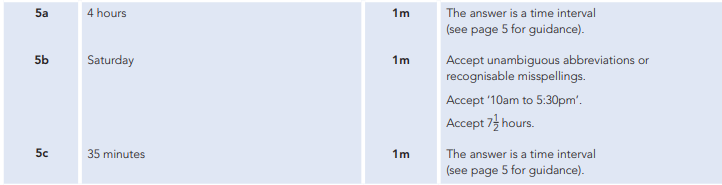 5a 4 hours 1m The answer is a time interval
(see page 5 for guidance).
5b Saturday 1m Accept unambiguous abbreviations or
recognisable misspellings.
Accept ‘10am to 5:30pm’.
Accept 7½ hours.
5c 35 minutes 1m The answer is a time interval
(see page 5 for guidance).